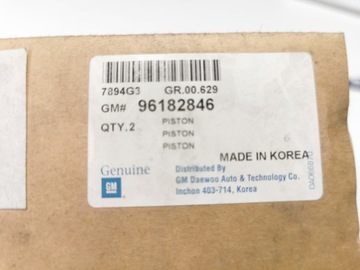 7894G3 GR.00.629
GM# 96182846
QTY.2 PISTON
PISTON
PISTON
MADE IN KOREA
Genuine
GM
Distributed By
GM Daewoo Auto & Technology Co.
Inchon 403-714, Korea